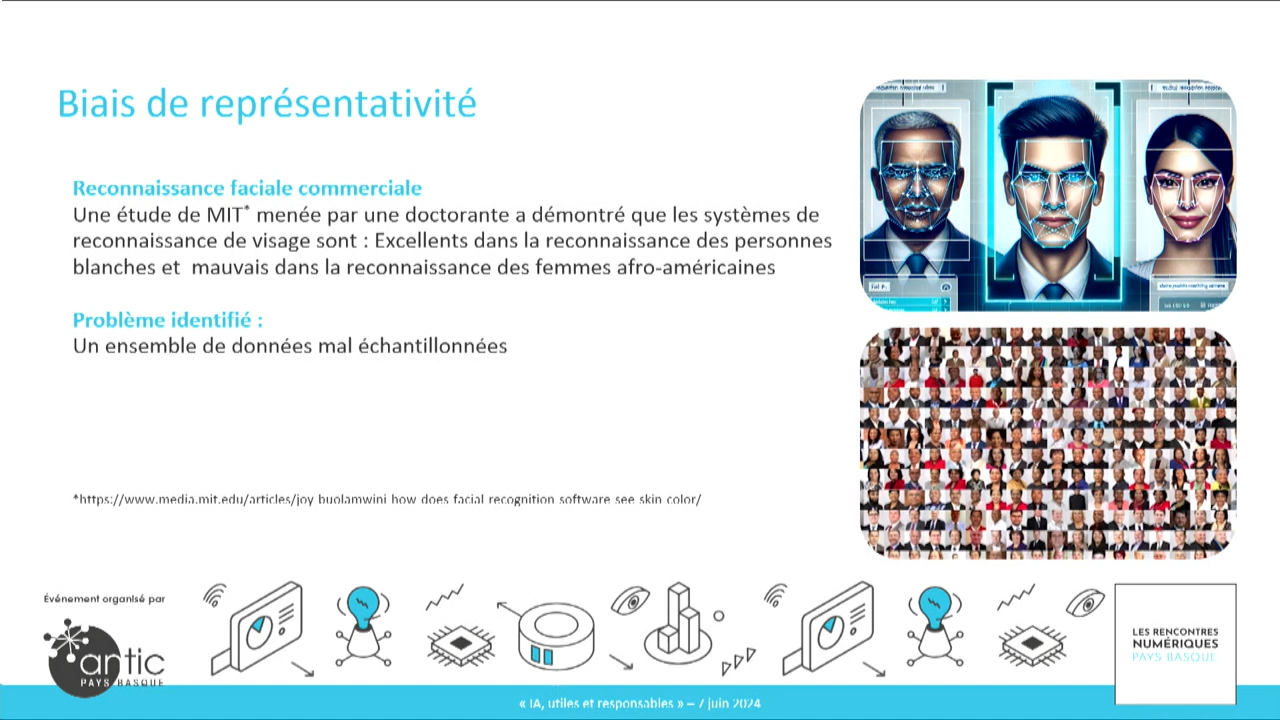 Biais de représentativité
Reconnaissance faciale commerciale
Une étude de MIT* menée par une doctorante a démontré que les systèmes de
reconnaissance de visage sont : Excellents dans la reconnaissance des personnes
blanches et mauvais dans la reconnaissance des femmes afro-américaines
Problème identifié :
Un ensemble de données mal échantillonnées
*https://www.media.mit.edu/articles/joy-buolamwini-how-does-facial-recognition-software-see-skin-color/
Événement organisé par
antic
PAYS BASQUE
LES RENCONTRES
NUMÉRIQUES
PAYS BASQUE
« IA, utiles et responsables » – 7 juin 2024